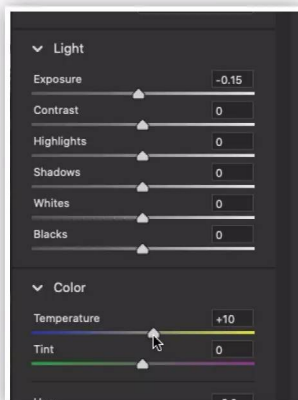 Light
Exposure -0.15
Contrast 0
Highlights 0
Shadows 0
Whites 0
Blacks 0
Color
Temperature +10
Tint 0